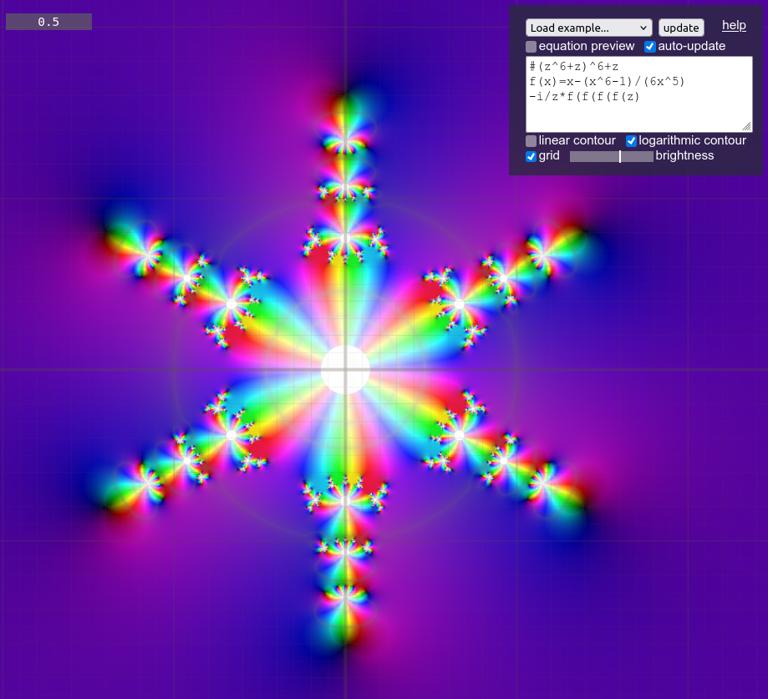 0.5
Load example... update help
equation preview auto-update
#(z^6+z)^6+z
f(x)=x-(x^6-1)/(6x^5)
-i/z*f(f(f(f(z)
linear contour logarithmic contour
grid brightness